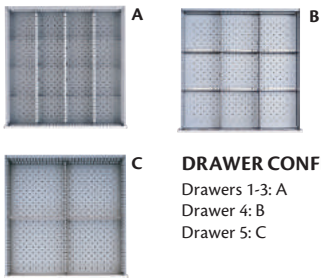 A
B
C
DRAWER CONF
Drawers 1-3: A
Drawer 4: B
Drawer 5: C